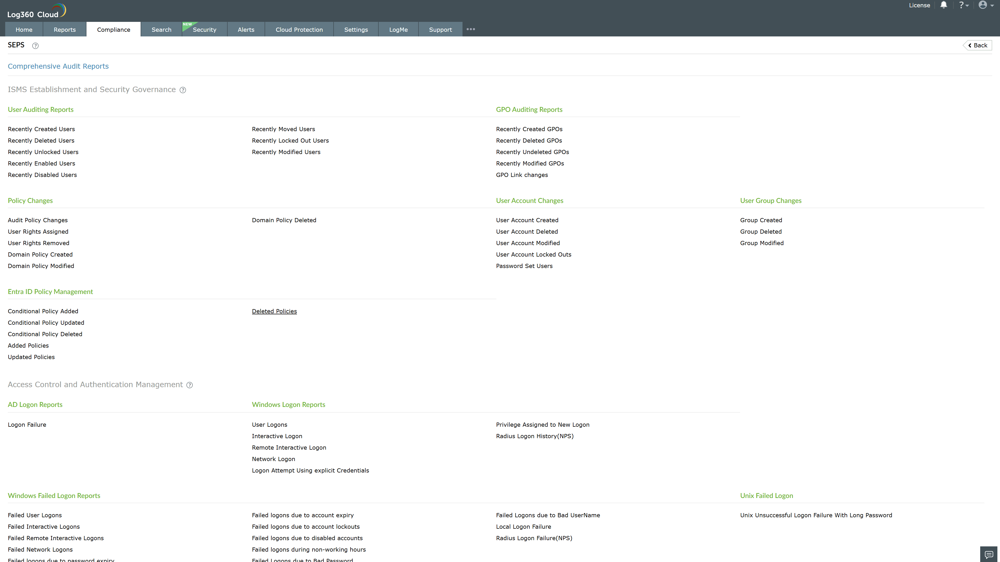 Log360 Cloud
License
?
Home
Reports
Compliance
Search
NEW
Security
Alerts
Cloud Protection
Settings
LogMe
Support
•••
SEPS ?
Back
Comprehensive Audit Reports
ISMS Establishment and Security Governance ?
User Auditing Reports
Recently Created Users
Recently Deleted Users
Recently Unlocked Users
Recently Enabled Users
Recently Disabled Users
Recently Moved Users
Recently Locked Out Users
Recently Modified Users
GPO Auditing Reports
Recently Created GPOs
Recently Deleted GPOs
Recently Undeleted GPOs
Recently Modified GPOs
GPO Link changes
Policy Changes
Audit Policy Changes
User Rights Assigned
User Rights Removed
Domain Policy Created
Domain Policy Modified
Domain Policy Deleted
User Account Changes
User Account Created
User Account Deleted
User Account Modified
User Account Locked Outs
Password Set Users
User Group Changes
Group Created
Group Deleted
Group Modified
Entra ID Policy Management
Conditional Policy Added
Conditional Policy Updated
Conditional Policy Deleted
Added Policies
Updated Policies
Deleted Policies
Access Control and Authentication Management ?
AD Logon Reports
Logon Failure
Windows Logon Reports
User Logons
Interactive Logon
Remote Interactive Logon
Network Logon
Logon Attempt Using explicit Credentials
Privilege Assigned to New Logon
Radius Logon History(NPS)
Windows Failed Logon Reports
Failed User Logons
Failed Interactive Logons
Failed Remote Interactive Logons
Failed Network Logons
Failed logons due to password expiry
Failed logons due to account expiry
Failed logons due to account lockouts
Failed logons due to disabled accounts
Failed logons during non-working hours
Failed Logons due to Bad Password
Failed Logons due to Bad UserName
Local Logon Failure
Radius Logon Failure(NPS)
Unix Failed Logon
Unix Unsuccessful Logon Failure With Long Password